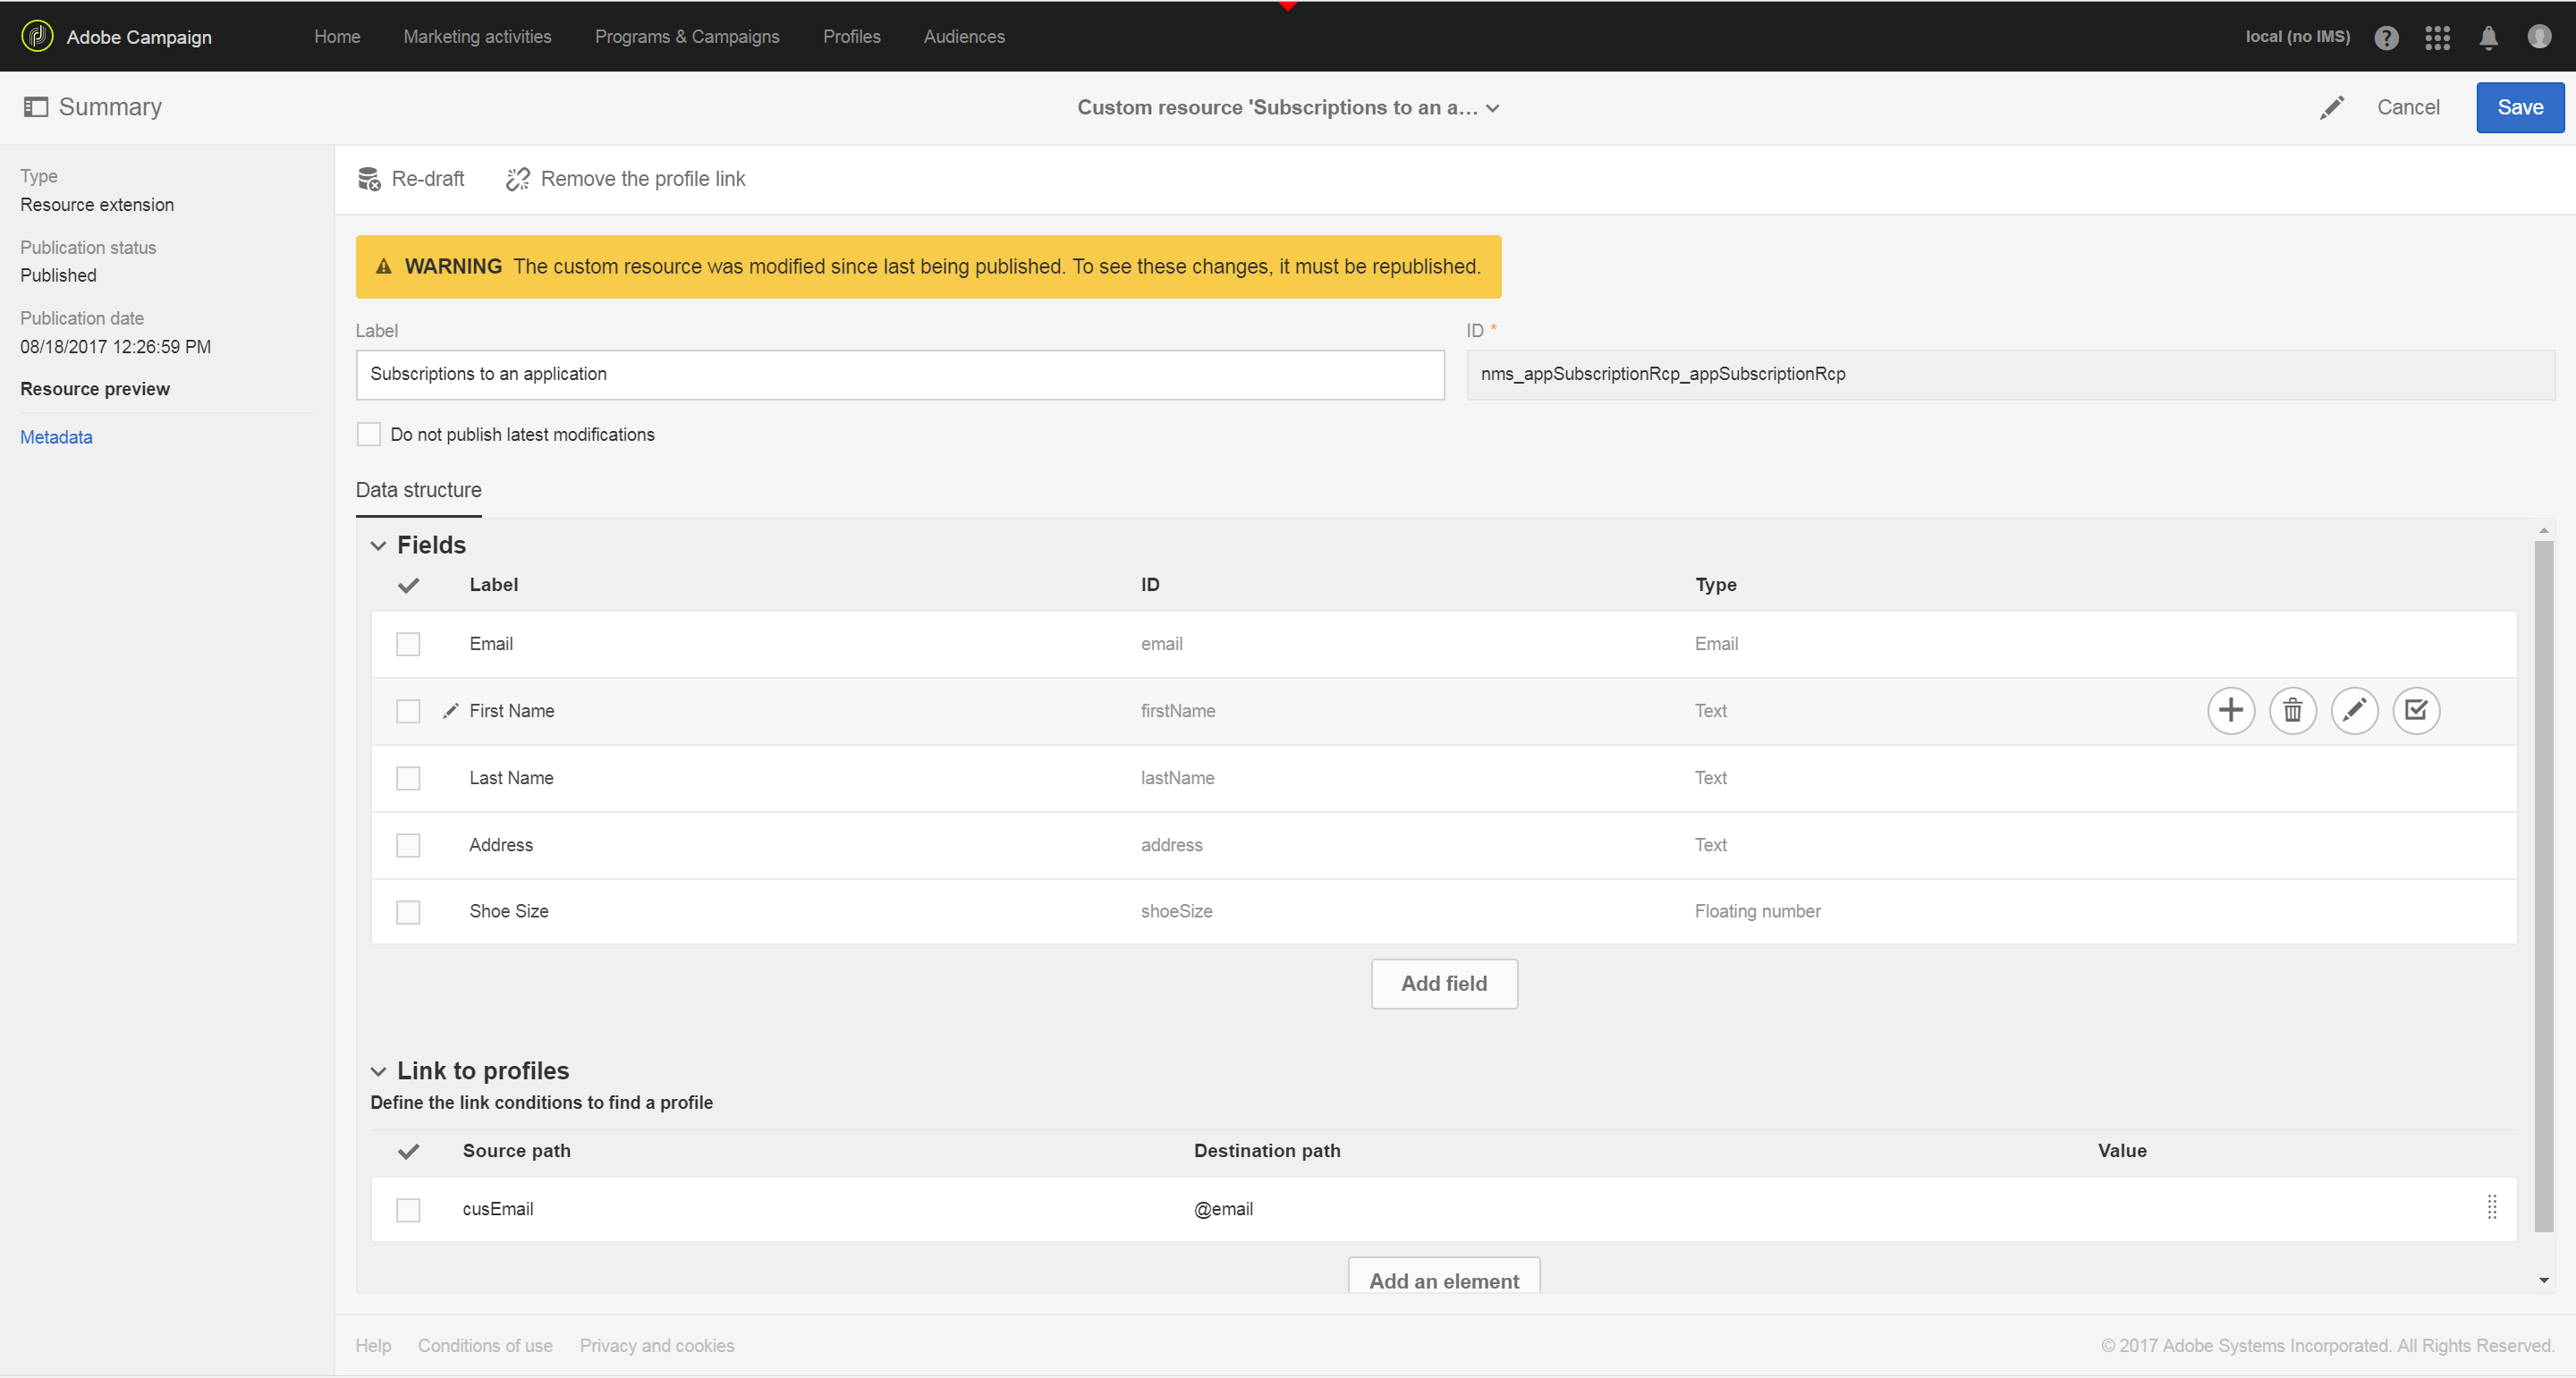 Adobe Campaign Home Marketing activities Programs & Campaigns Profiles Audiences local (no IMS)
Summary Custom resource 'Subscriptions to an a... Cancel Save
Type
Resource extension
Publication status
Published
Publication date
08/18/2017 12:26:59 PM
Resource preview
Metadata
Re-draft Remove the profile link
WARNING The custom resource was modified since last being published. To see these changes, it must be republished.
Label ID *
Subscriptions to an application nms_appSubscriptionRcp_appSubscriptionRcp
Do not publish latest modifications
Data structure
Fields
Label ID Type
Email email Email
First Name firstName Text
Last Name lastName Text
Address address Text
Shoe Size shoeSize Floating number
Add field
Link to profiles
Define the link conditions to find a profile
Source path Destination path Value
cusEmail @email
Add an element
Help Conditions of use Privacy and cookies © 2017 Adobe Systems Incorporated. All Rights Reserved.